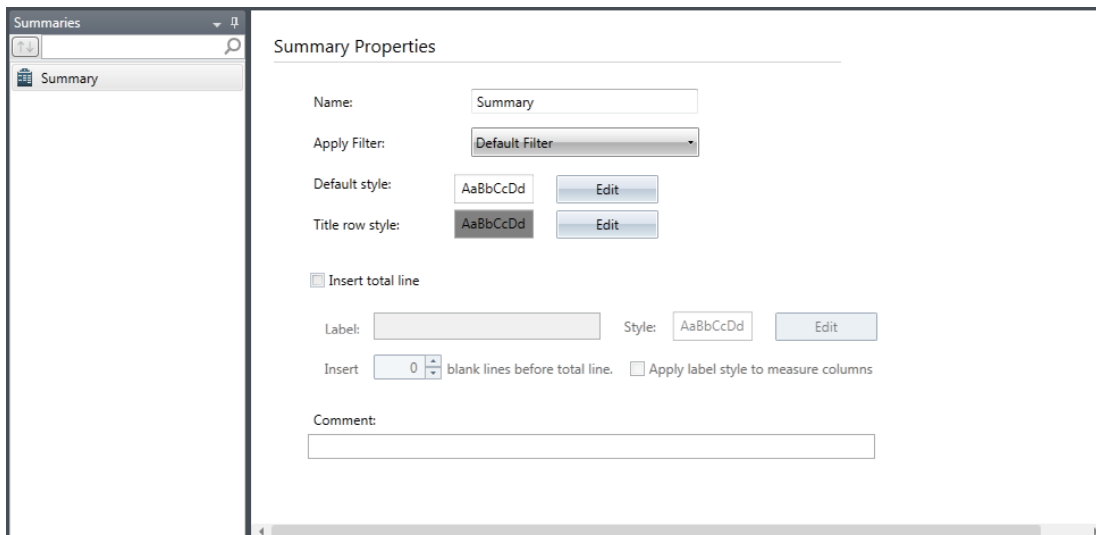 Summaries
Summary
Summary Properties
Name: Summary
Apply Filter: Default Filter
Default style: AaBbCcDd Edit
Title row style: AaBbCcDd Edit
Insert total line
Label: Style: AaBbCcDd Edit
Insert 0 blank lines before total line. Apply label style to measure columns
Comment: